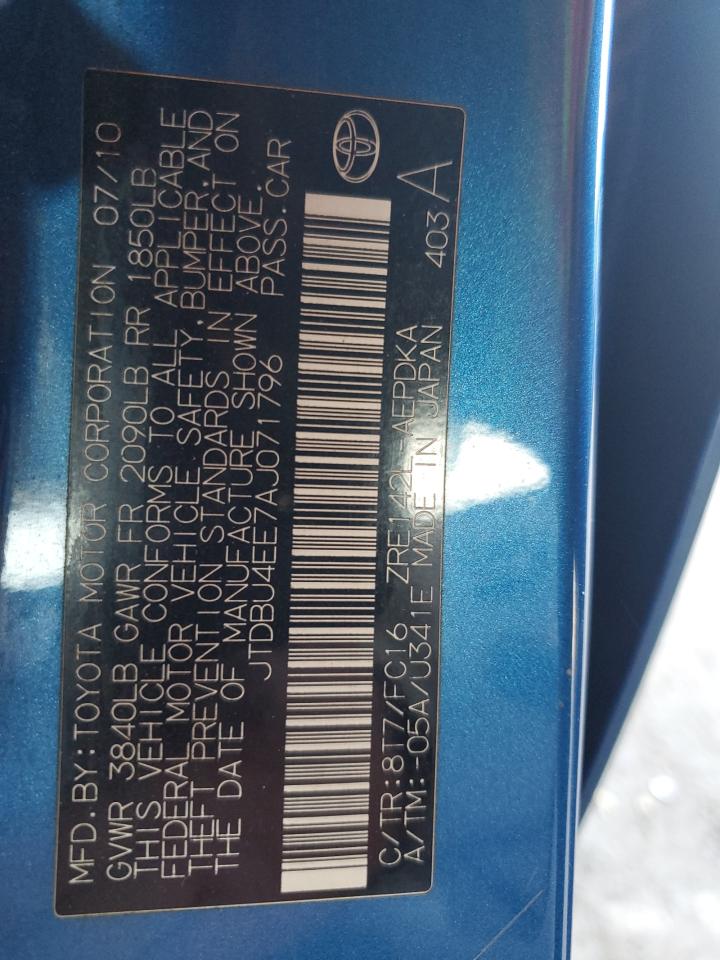 MFD. BY: TOYOTA MOTOR CORPORATION 07/10
GVWR 3840LB GAWR FR 2090LB RR 1850LB
THIS VEHICLE CONFORMS TO ALL APPLICABLE
FEDERAL MOTOR VEHICLE SAFETY, BUMPER, AND
THEFT PREVENTION STANDARDS IN EFFECT ON
THE DATE OF MANUFACTURE SHOWN ABOVE.
JTDBU4EE7AJ071796 PASS. CAR
C/TR: 8T7/FC16 ZRE142L-AEPDKA
A/TM: -05A/U341E MADE IN JAPAN 403 A